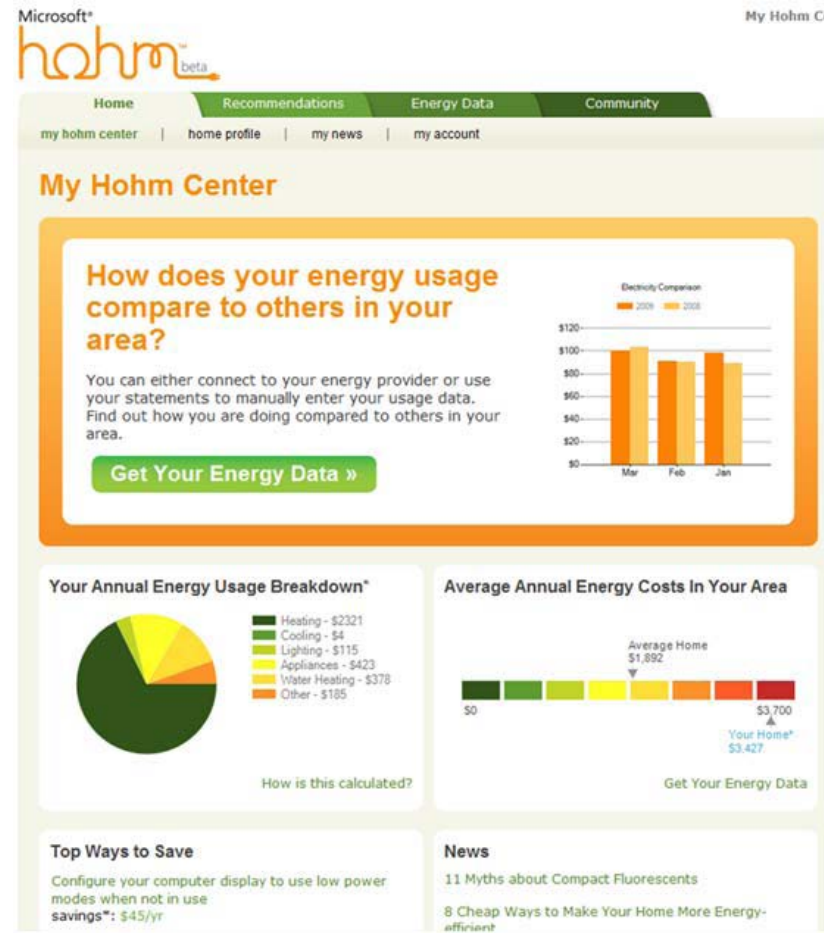 Microsoft®
My Hohm C
hohm™ beta
Home Recommendations Energy Data Community
my hohm center | home profile | my news | my account
My Hohm Center
How does your energy usage
compare to others in your
area?
You can either connect to your energy provider or use
your statements to manually enter your usage data.
Find out how you are doing compared to others in your
area.
Get Your Energy Data »
Electricity Comparison
2009 2008
$120
$100
$80
$60
$40
$20
$0
Mar Feb Jan
Your Annual Energy Usage Breakdown*
Heating - $2321
Cooling - $4
Lighting - $115
Appliances - $423
Water Heating - $378
Other - $185
How is this calculated?
Average Annual Energy Costs In Your Area
Average Home
$1,892
$0 $3,700
Your Home*
$3,427
Get Your Energy Data
Top Ways to Save
Configure your computer display to use low power
modes when not in use
savings*: $45/yr
News
11 Myths about Compact Fluorescents
8 Cheap Ways to Make Your Home More Energy-
efficient